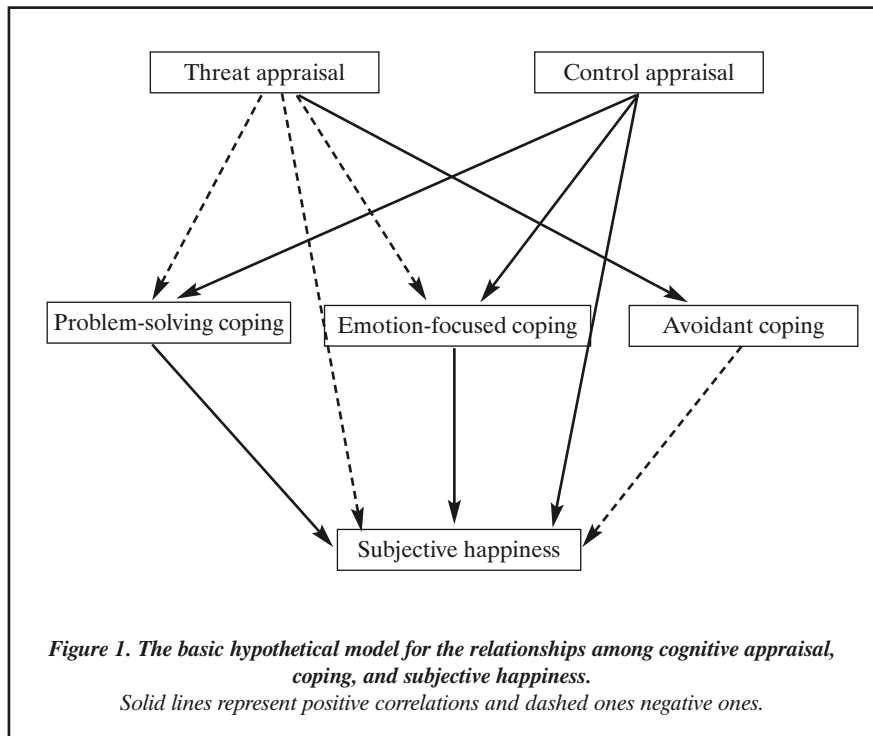 Threat appraisal
Control appraisal
Problem-solving coping
Emotion-focused coping
Avoidant coping
Subjective happiness
Figure 1. The basic hypothetical model for the relationships among cognitive appraisal,
coping, and subjective happiness.
Solid lines represent positive correlations and dashed ones negative ones.